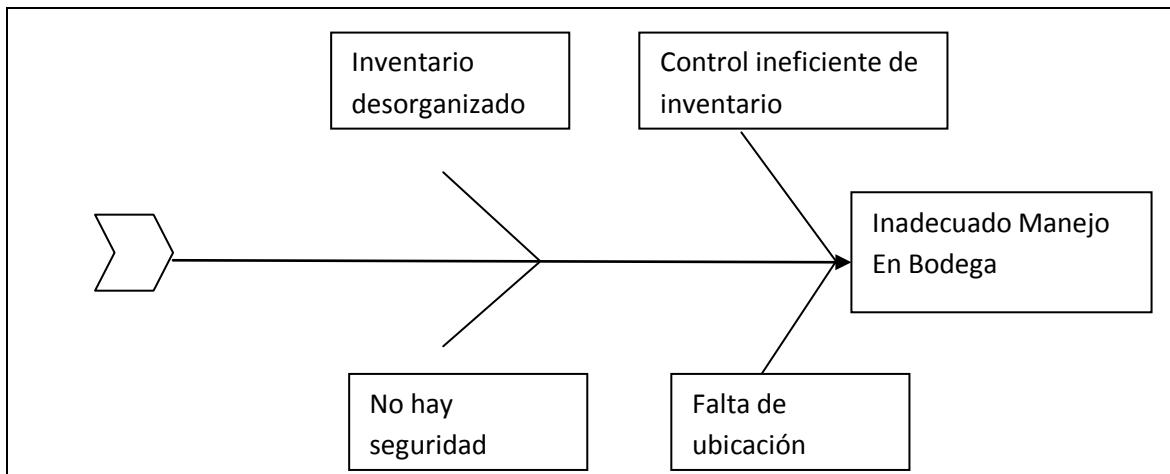 Inventario
desorganizado
Control ineficiente de
inventario
Inadecuado Manejo
En Bodega
No hay
seguridad
Falta de
ubicación